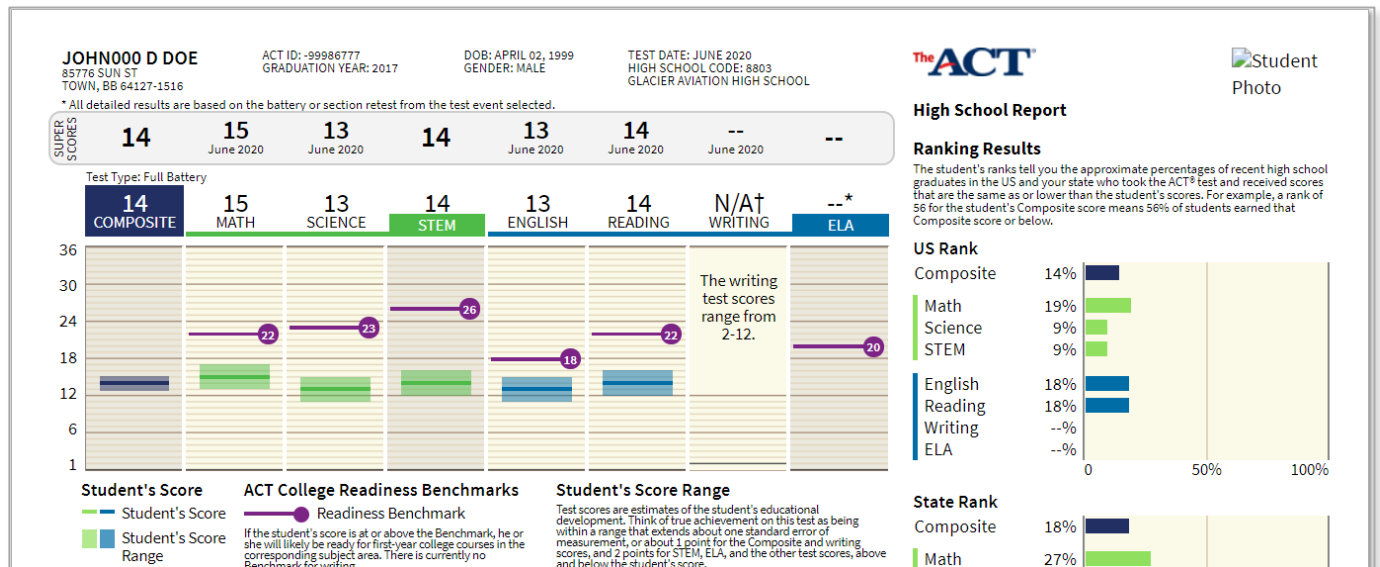 JOHN000 D DOE
85776 SUN ST
TOWN, BB 64127-1516
ACT ID: -99986777
GRADUATION YEAR: 2017
DOB: APRIL 02, 1999
GENDER: MALE
TEST DATE: JUNE 2020
HIGH SCHOOL CODE: 8803
GLACIER AVIATION HIGH SCHOOL
* All detailed results are based on the battery or section retest from the test event selected.
SUPER
SCORES
14
15
June 2020
13
June 2020
14
13
June 2020
14
June 2020
--
June 2020
--
Test Type: Full Battery
14
COMPOSITE
15
MATH
13
SCIENCE
14
STEM
13
ENGLISH
14
READING
N/A†
WRITING
--*
ELA
36
30
24
18
12
6
1
22
23
26
18
22
The writing
test scores
range from
2-12.
20
Student's Score
Student's Score
Student's Score
Range
ACT College Readiness Benchmarks
Readiness Benchmark
If the student's score is at or above the Benchmark, he or
she will likely be ready for first-year college courses in the
corresponding subject area. There is currently no
Benchmark for writing.
Student's Score Range
Test scores are estimates of the student's educational
development. Think of true achievement on this test as being
within a range that extends about one standard error of
measurement, or about 1 point for the Composite and writing
scores, and 2 points for STEM, ELA, and the other test scores, above
and below the student's score.
The ACT®
Student
Photo
High School Report
Ranking Results
The student's ranks tell you the approximate percentages of recent high school
graduates in the US and your state who took the ACT® test and received scores
that are the same as or lower than the student's scores. For example, a rank of
56 for the student's Composite score means 56% of students earned that
Composite score or below.
US Rank
Composite 14%
Math 19%
Science 9%
STEM 9%
English 18%
Reading 18%
Writing --%
ELA --%
0 50% 100%
State Rank
Composite 18%
Math 27%